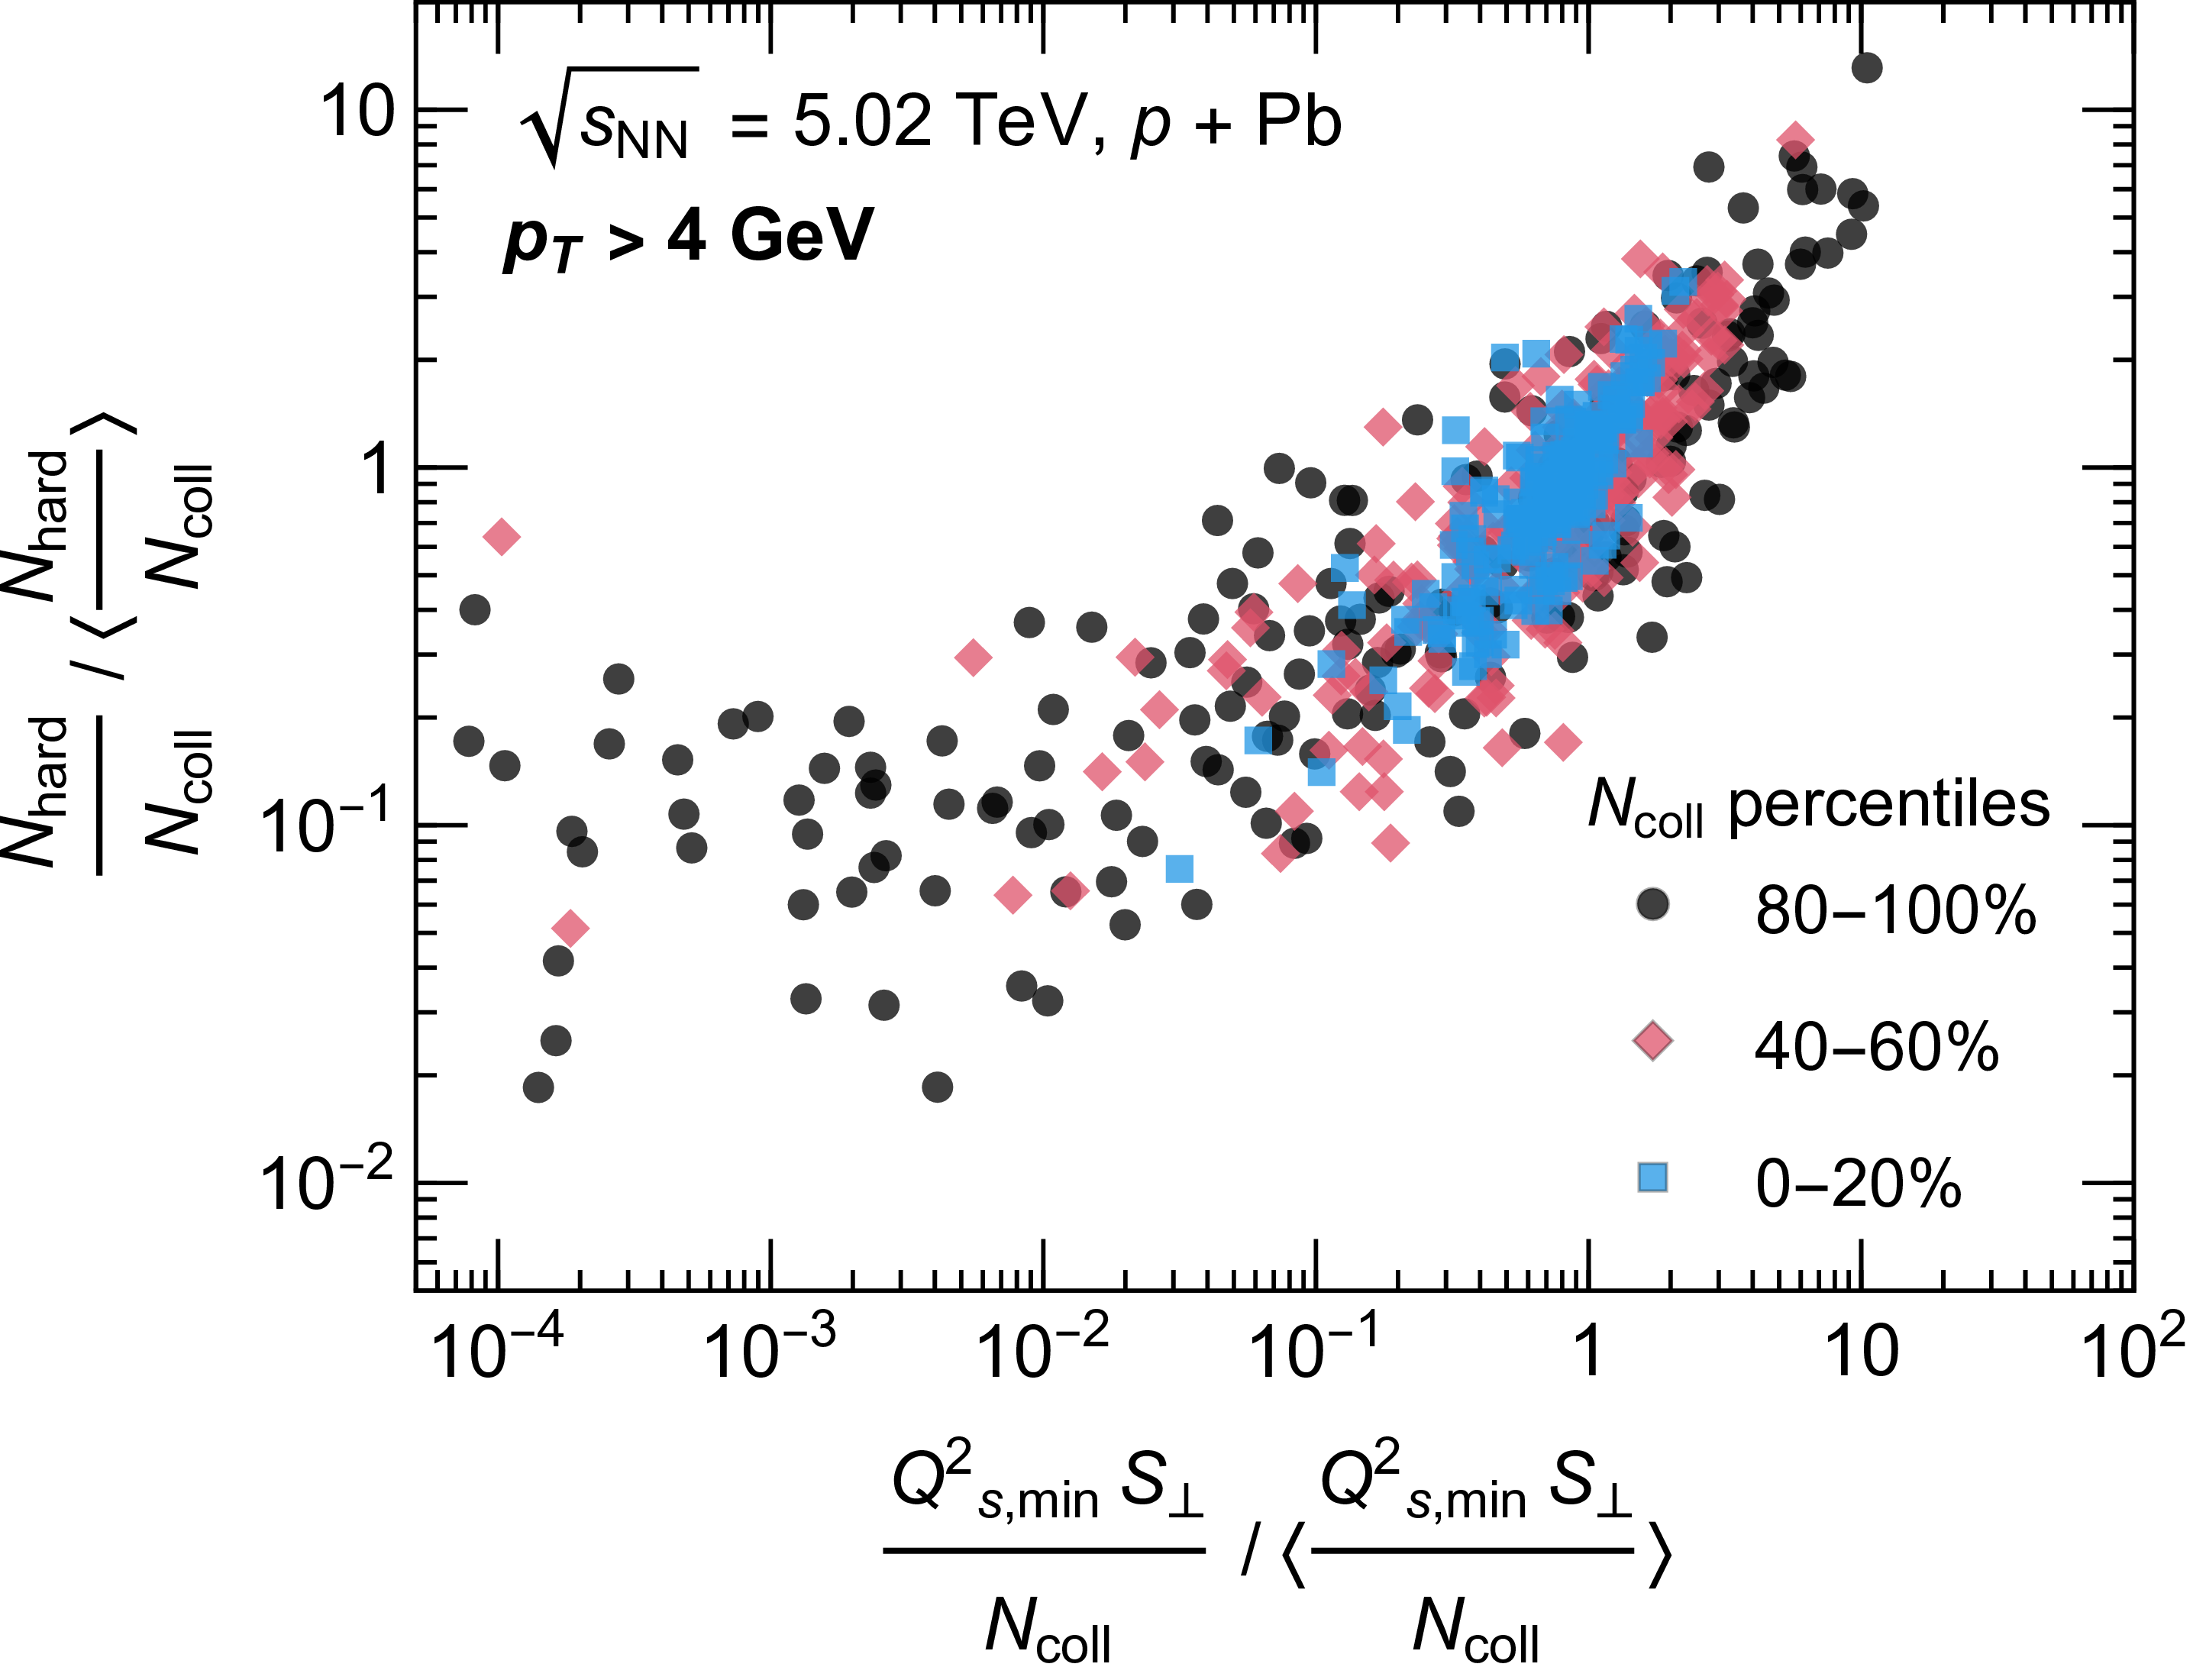 √sNN = 5.02 TeV, p + Pb
pT > 4 GeV
10
1
10−1
10−2
Nhard / Ncoll / ⟨Nhard / Ncoll⟩
Ncoll percentiles
80–100%
40–60%
0–20%
10−4 10−3 10−2 10−1 1 10 10²
Q²s,min S⊥ / ⟨Q²s,min S⊥⟩
Ncoll Ncoll